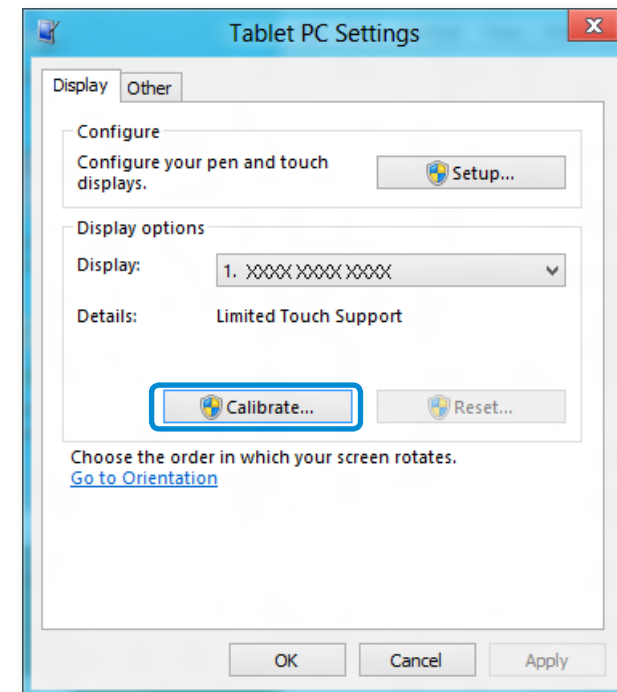 Tablet PC Settings
x
Display Other
Configure
Configure your pen and touch
displays.
Setup...
Display options
Display: 1. XXXX XXXX XXXX
Details: Limited Touch Support
Calibrate... Reset...
Choose the order in which your screen rotates.
Go to Orientation
OK Cancel Apply